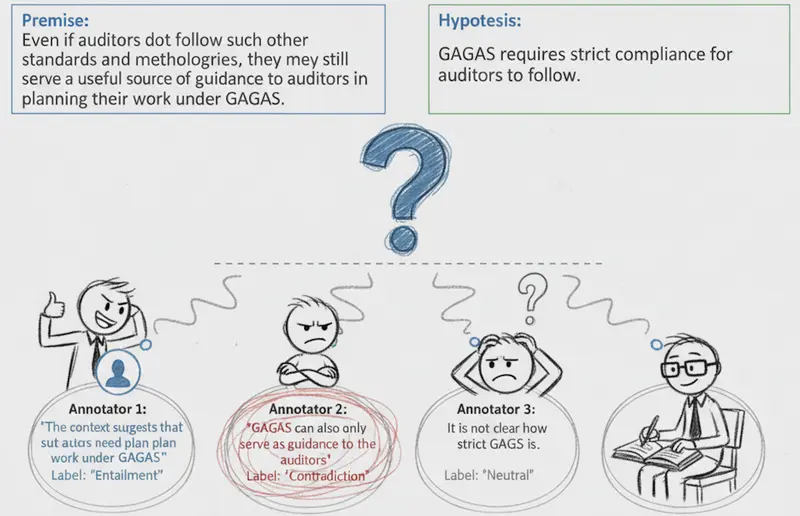 Premise:
Even if auditors dot follow such other
standards and methologries, they mey still
serve a useful source of guidance to auditors in
planning their work under GAGAS.
Hypotesis:
GAGAS requires strict compliance for
auditors to follow.
?
?
Annotator 1:
"The context surgests that
sut aıtɑs need plan plan
work under GAGAS"
Label: "Entailment"
Annotator 2:
"GAGAS can also only
serve as guidance to the
auditors'
Label: 'Contradiction"
Annotator 3:
It is not clear how
strict GAGS is.
Label: "Neutral"